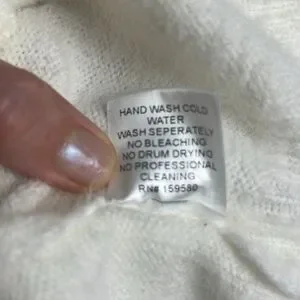 HAND WASH COLD
WATER
WASH SEPERATELY
NO BLEACHING
NO DRUM DRYING
NO PROFESSIONAL
CLEANING
RN# 159580